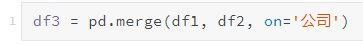 1 df3 = pd.merge(df1, df2, on='公司')